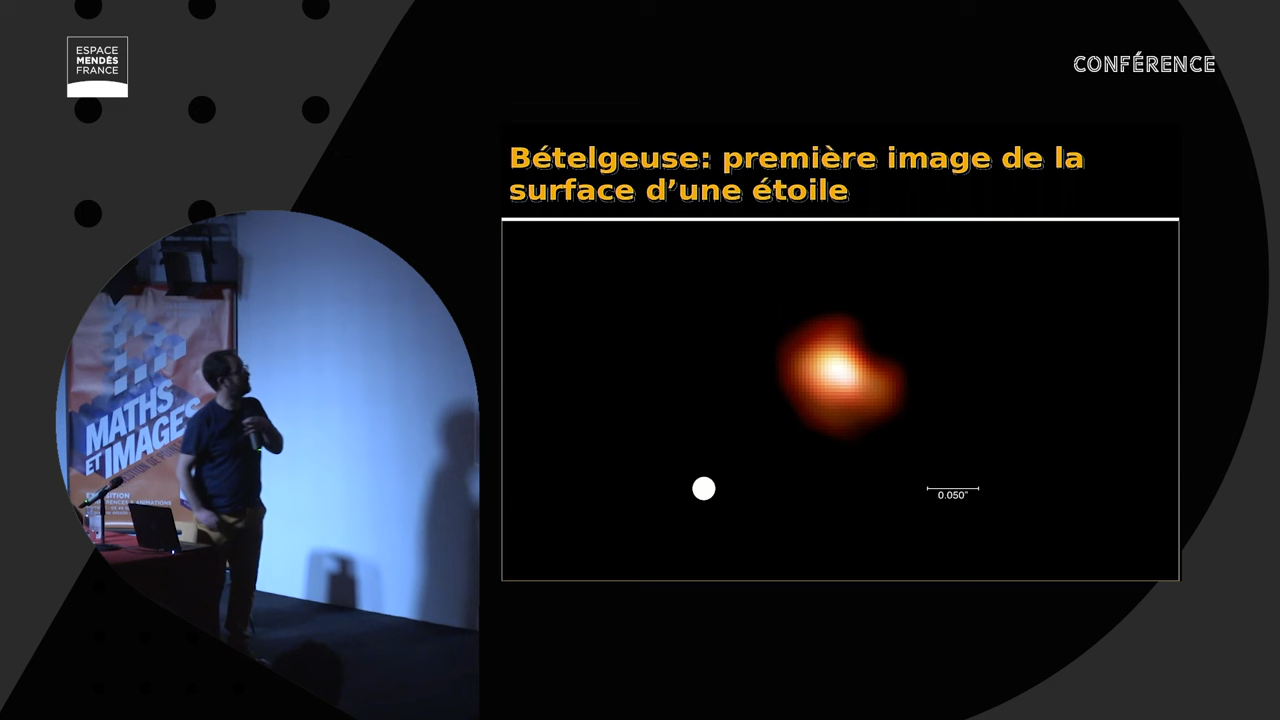 ESPACE
MENDÈS
FRANCE
CONFÉRENCE
Bételgeuse: première image de la
surface d’une étoile
0.050"
MATHS
ET IMAGES